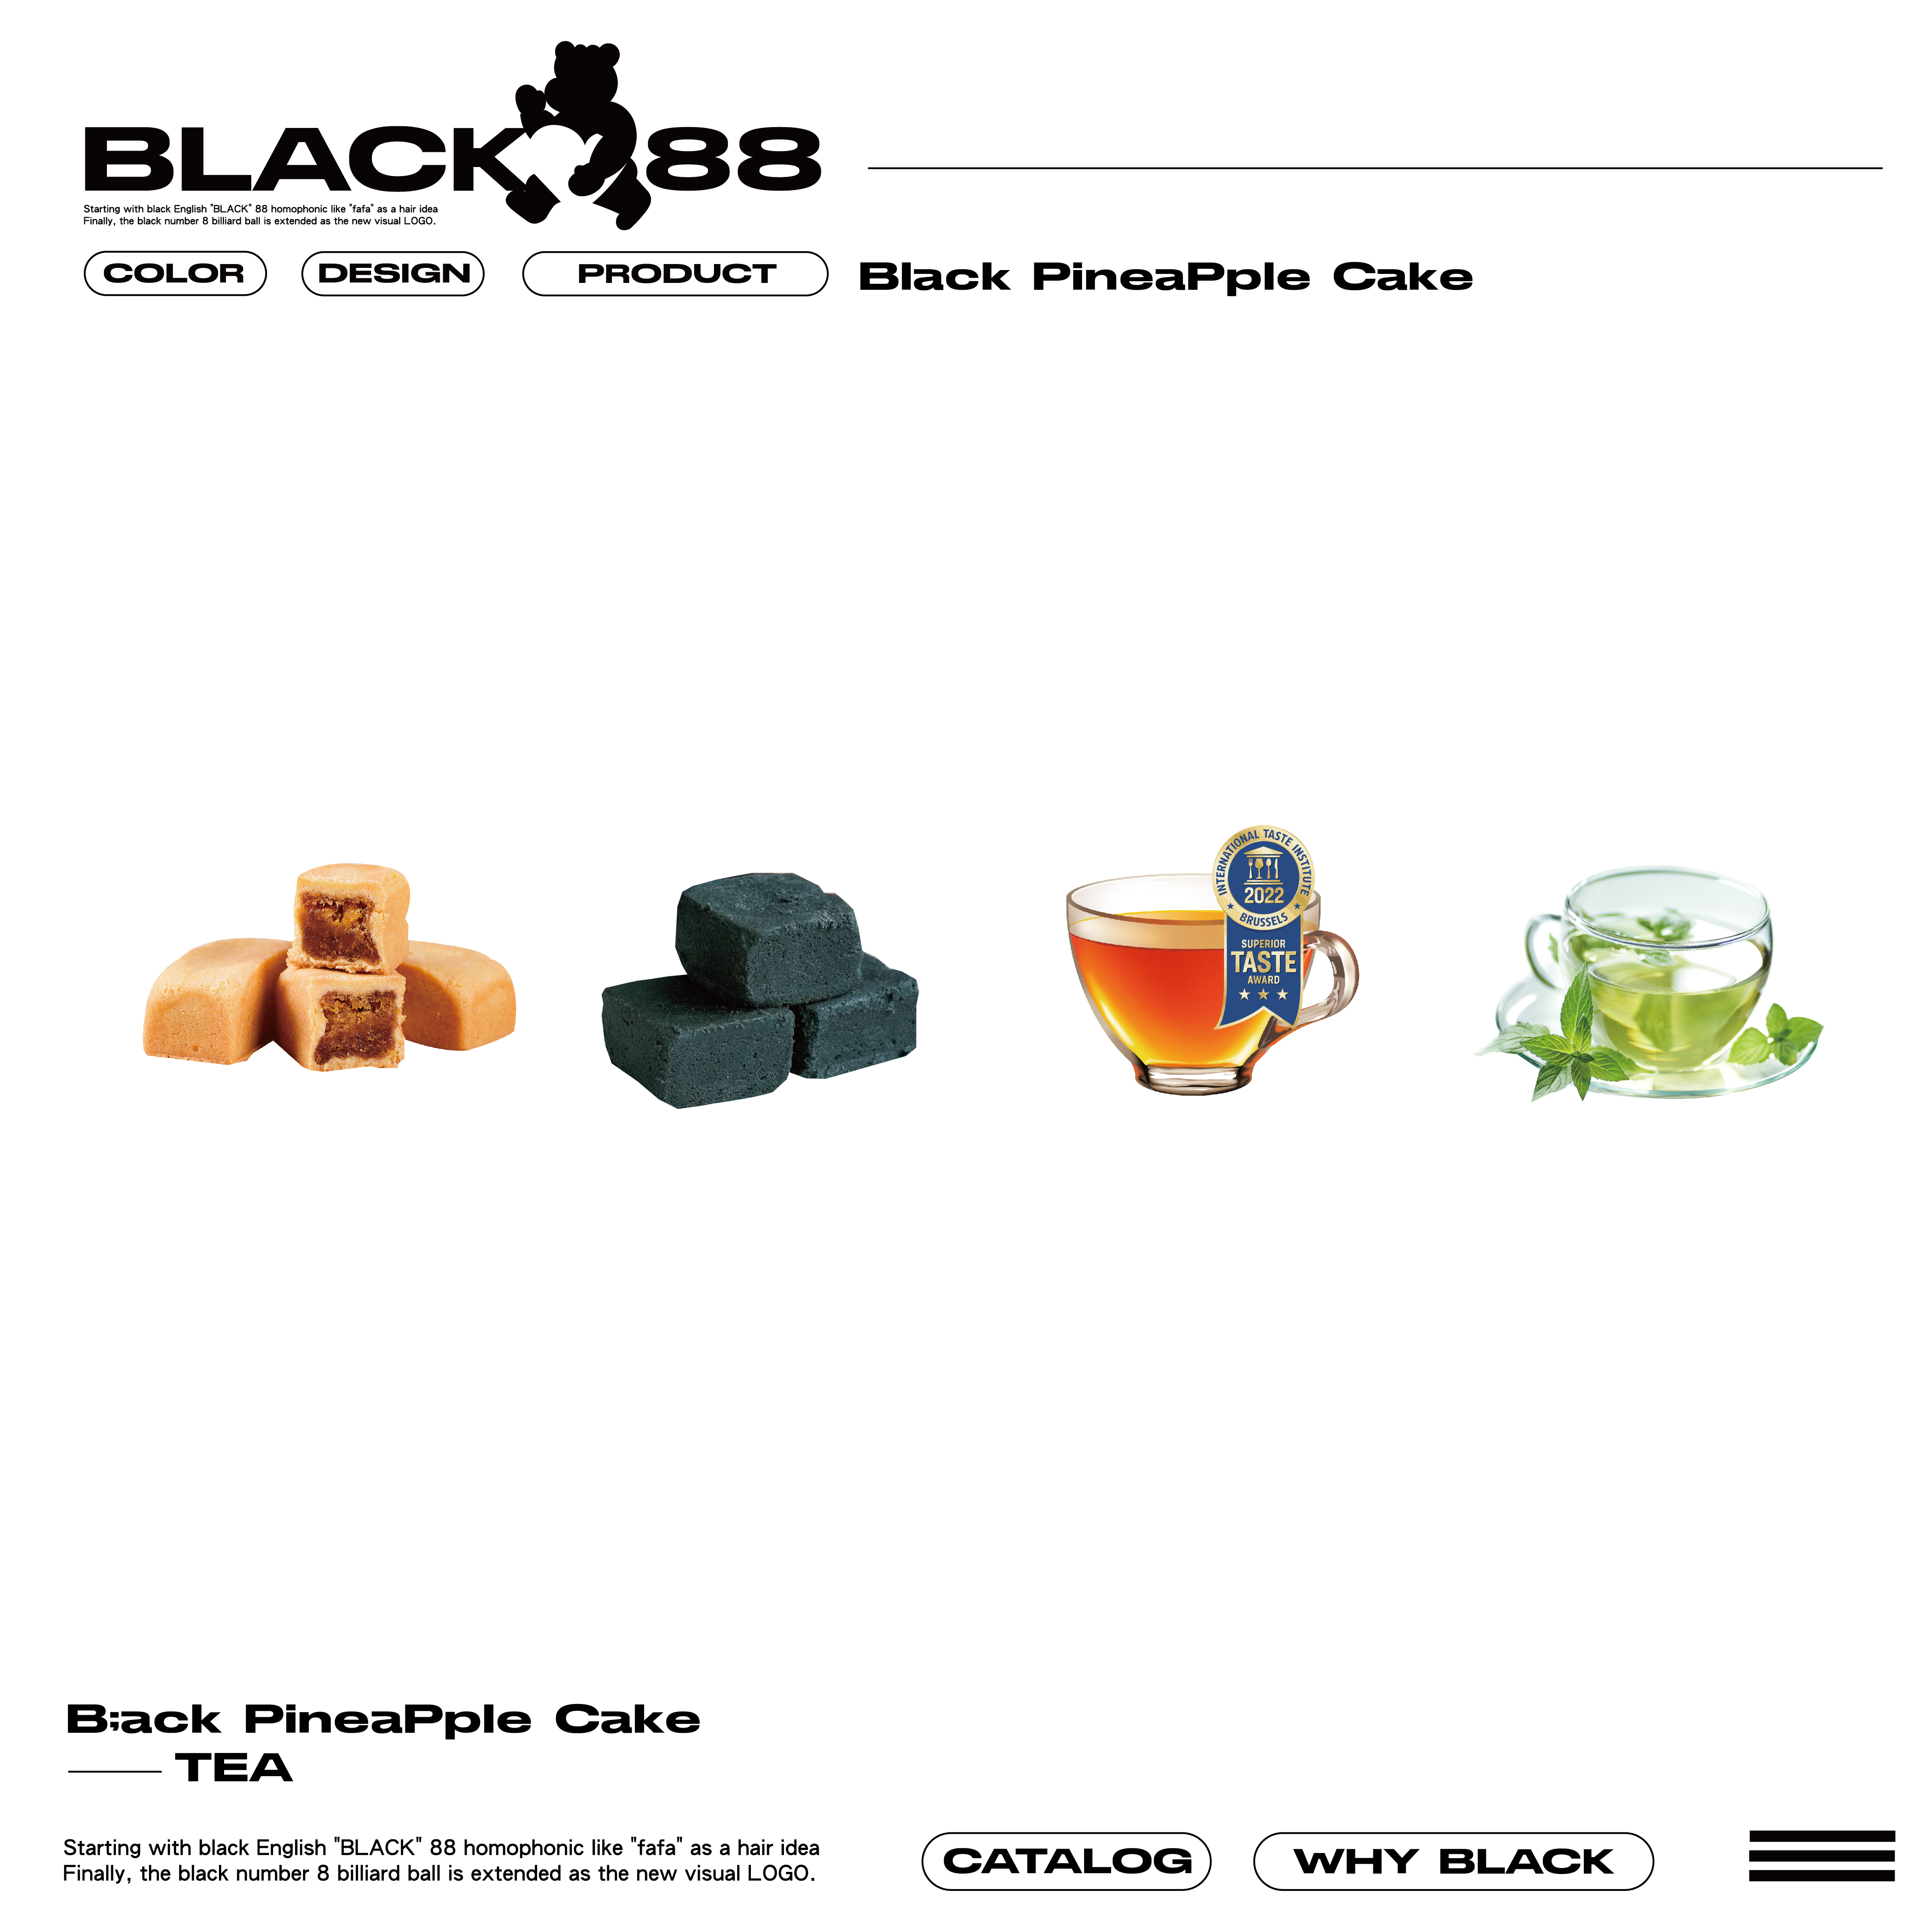 BLACK 88
Starting with black English "BLACK" 88 homophonic like "fafa" as a hair idea
Finally, the black number 8 billiard ball is extended as the new visual LOGO.
COLOR
DESIGN
PRODUCT
Black PineaPple Cake
INTERNATIONAL TASTE INSTITUTE
2022
BRUSSELS
SUPERIOR
TASTE
AWARD
B;ack PineaPple Cake
TEA
Starting with black English "BLACK" 88 homophonic like "fafa" as a hair idea
Finally, the black number 8 billiard ball is extended as the new visual LOGO.
CATALOG
WHY BLACK